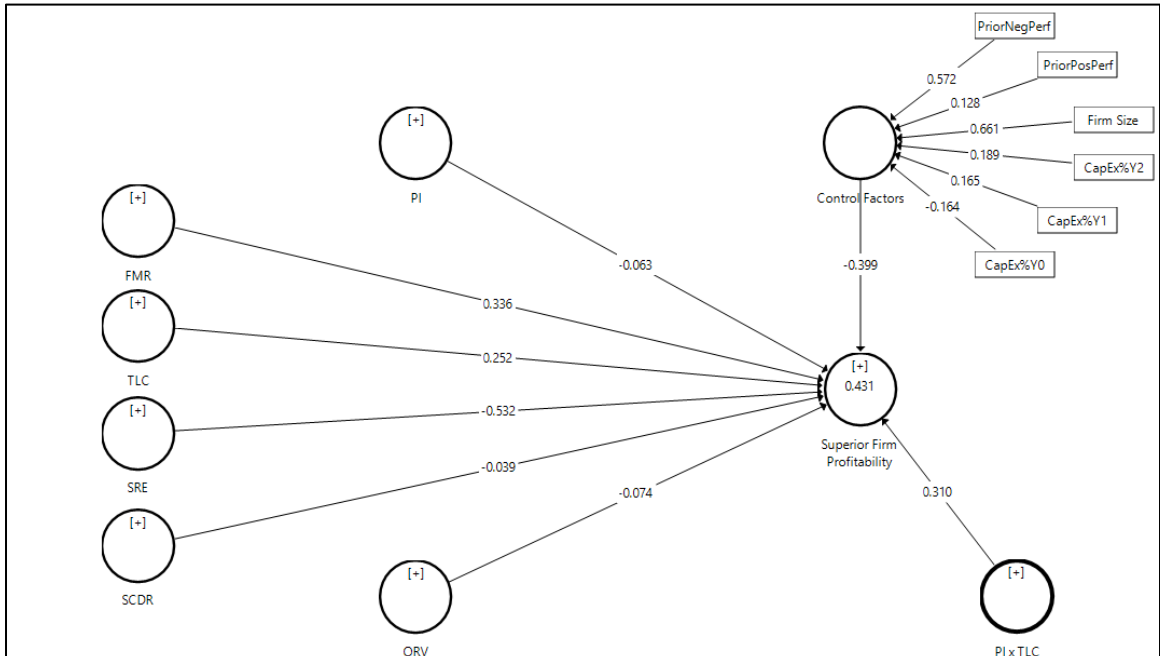 PriorNegPerf
PriorPosPerf
0.572
[+]
0.128
Firm Size
0.661
0.189
CapEx%Y2
0.165
[+]
PI
Control Factors
-0.164
CapEx%Y1
-0.063
-0.399
CapEx%Y0
FMR
0.336
[+]
TLC
0.252
[+]
0.431
[+]
-0.532
SRE
Superior Firm
Profitability
-0.039
-0.074
0.310
[+]
SCDR
[+]
[+]
ORV
PI x TLC